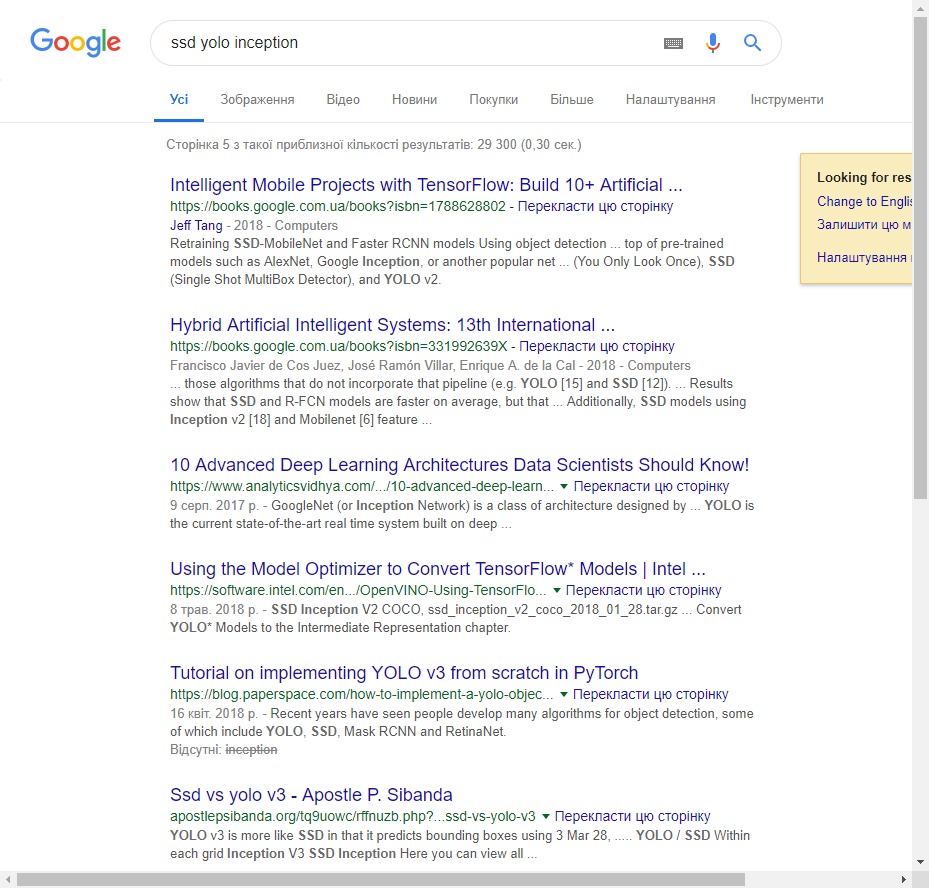 Google
ssd yolo inception
Усі Зображення Відео Новини Покупки Більше Налаштування Інструменти
Сторінка 5 з такої приблизної кількості результатів: 29 300 (0,30 сек.)
Looking for res
Change to Englis
Залишити цю м
Налаштування
Intelligent Mobile Projects with TensorFlow: Build 10+ Artificial ...
https://books.google.com.ua/books?isbn=1788628802 - Перекласти цю сторінку
Jeff Tang - 2018 - Computers
Retraining SSD-MobileNet and Faster RCNN models Using object detection ... top of pre-trained
models such as AlexNet, Google Inception, or another popular net ... (You Only Look Once), SSD
(Single Shot MultiBox Detector), and YOLO v2.
Hybrid Artificial Intelligent Systems: 13th International ...
https://books.google.com.ua/books?isbn=331992639X - Перекласти цю сторінку
Francisco Javier de Cos Juez, José Ramón Villar, Enrique A. de la Cal - 2018 - Computers
... those algorithms that do not incorporate that pipeline (e.g. YOLO [15] and SSD [12]). ... Results
show that SSD and R-FCN models are faster on average, but that ... Additionally, SSD models using
Inception v2 [18] and Mobilenet [6] feature ...
10 Advanced Deep Learning Architectures Data Scientists Should Know!
https://www.analyticsvidhya.com/.../10-advanced-deep-learn... ▼ Перекласти цю сторінку
9 серп. 2017 р. - GoogleNet (or Inception Network) is a class of architecture designed by ... YOLO is
the current state-of-the-art real time system built on deep ...
Using the Model Optimizer to Convert TensorFlow* Models | Intel ...
https://software.intel.com/en.../OpenVINO-Using-TensorFlo... ▼ Перекласти цю сторінку
8 трав. 2018 р. - SSD Inception V2 COCO, ssd_inception_v2_coco_2018_01_28.tar.gz ... Convert
YOLO* Models to the Intermediate Representation chapter.
Tutorial on implementing YOLO v3 from scratch in PyTorch
https://blog.paperspace.com/how-to-implement-a-yolo-objec... ▼ Перекласти цю сторінку
16 квіт. 2018 р. - Recent years have seen people develop many algorithms for object detection, some
of which include YOLO, SSD, Mask RCNN and RetinaNet.
Відсутні: inception
Ssd vs yolo v3 - Apostle P. Sibanda
apostlepsibanda.org/tq9uowc/rffnuzb.php?...ssd-vs-yolo-v3 ▼ Перекласти цю сторінку
YOLO v3 is more like SSD in that it predicts bounding boxes using 3 Mar 28, ..... YOLO / SSD Within
each grid Inception V3 SSD Inception Here you can view all ...